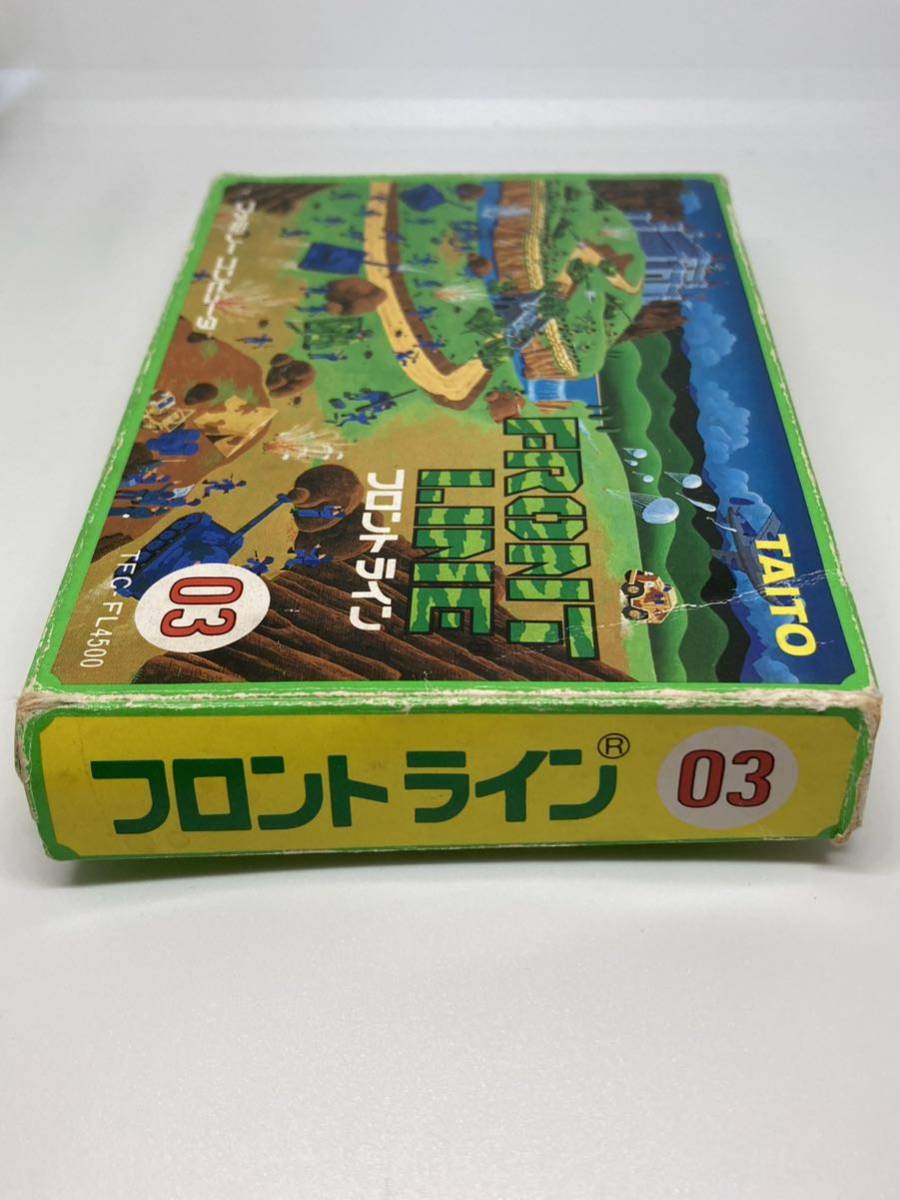 TAITO
FRONT
LINE
フロントライン
ファミリーコンピュータ
03
TFC-FL4500
フロントライン®
03